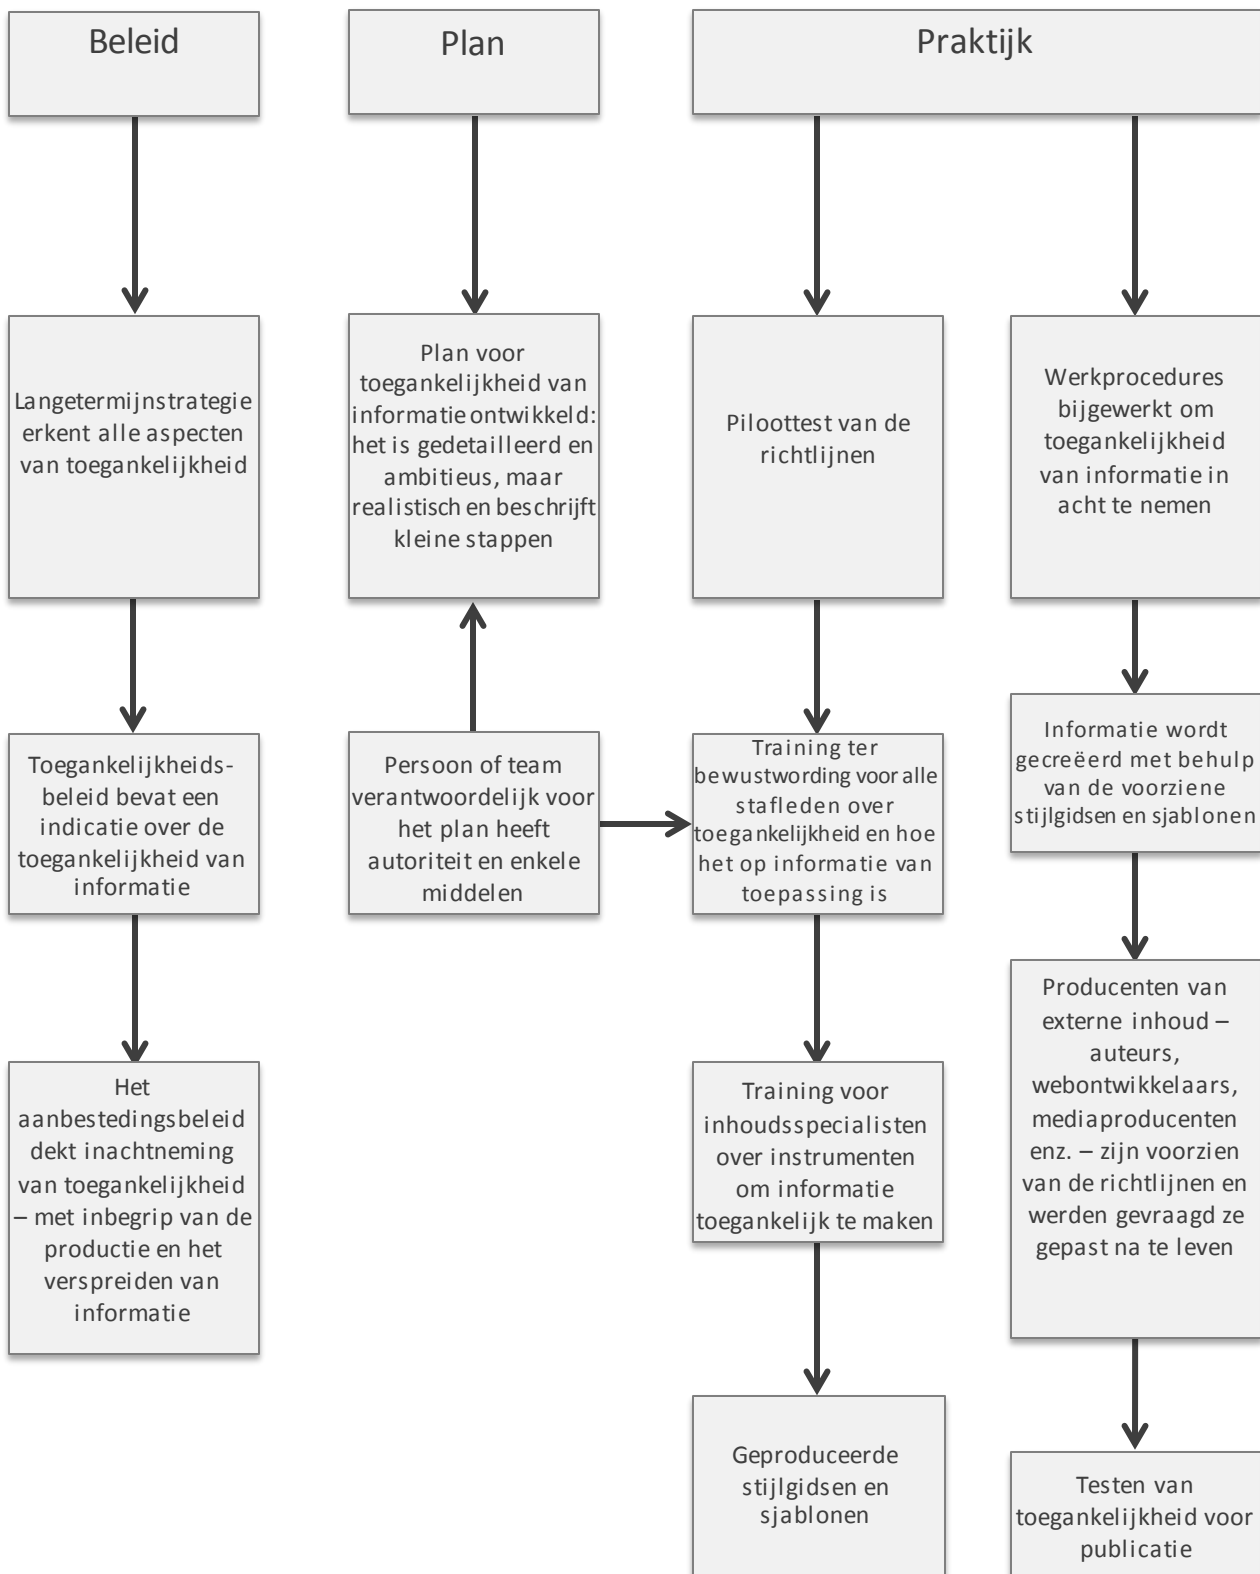 Beleid
Plan
Praktijk
Langetermijnstrategie
erkent alle aspecten
van toegankelijkheid
Toegankelijkheids-
beleid bevat een
indicatie over de
toegankelijkheid van
informatie
Het
aanbestedingsbeleid
dekt inachtneming
van toegankelijkheid
– met inbegrip van de
productie en het
verspreiden van
informatie
Plan voor
toegankelijkheid van
informatie ontwikkeld:
het is gedetailleerd en
ambitieus, maar
realistisch en beschrijft
kleine stappen
Persoon of team
verantwoordelijk voor
het plan heeft
autoriteit en enkele
middelen
Piloottest van de
richtlijnen
Training ter
bewustwording voor alle
stafleden over
toegankelijkheid en hoe
het op informatie van
toepassing is
Training voor
inhoudsspecialisten
over instrumenten
om informatie
toegankelijk te maken
Geproduceerde
stijlgidsen en
sjablonen
Werkprocedures
bijgewerkt om
toegankelijkheid
van informatie in
acht te nemen
Informatie wordt
gecreëerd met behulp
van de voorziene
stijlgidsen en sjablonen
Producenten van
externe inhoud –
auteurs,
webontwikkelaars,
mediaproducenten
enz. – zijn voorzien
van de richtlijnen en
werden gevraagd ze
gepast na te leven
Testen van
toegankelijkheid voor
publicatie